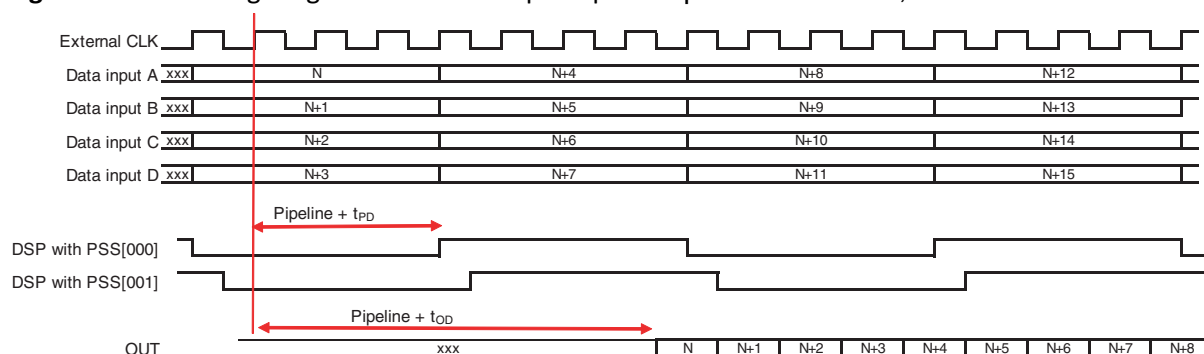 External CLK
Data input A xxx N N+4 N+8 N+12
Data input B xxx N+1 N+5 N+9 N+13
Data input C xxx N+2 N+6 N+10 N+14
Data input D xxx N+3 N+7 N+11 N+15
Pipeline + tPD
DSP with PSS[000]
DSP with PSS[001]
Pipeline + tOD
OUT xxx N N+1 N+2 N+3 N+4 N+5 N+6 N+7 N+8